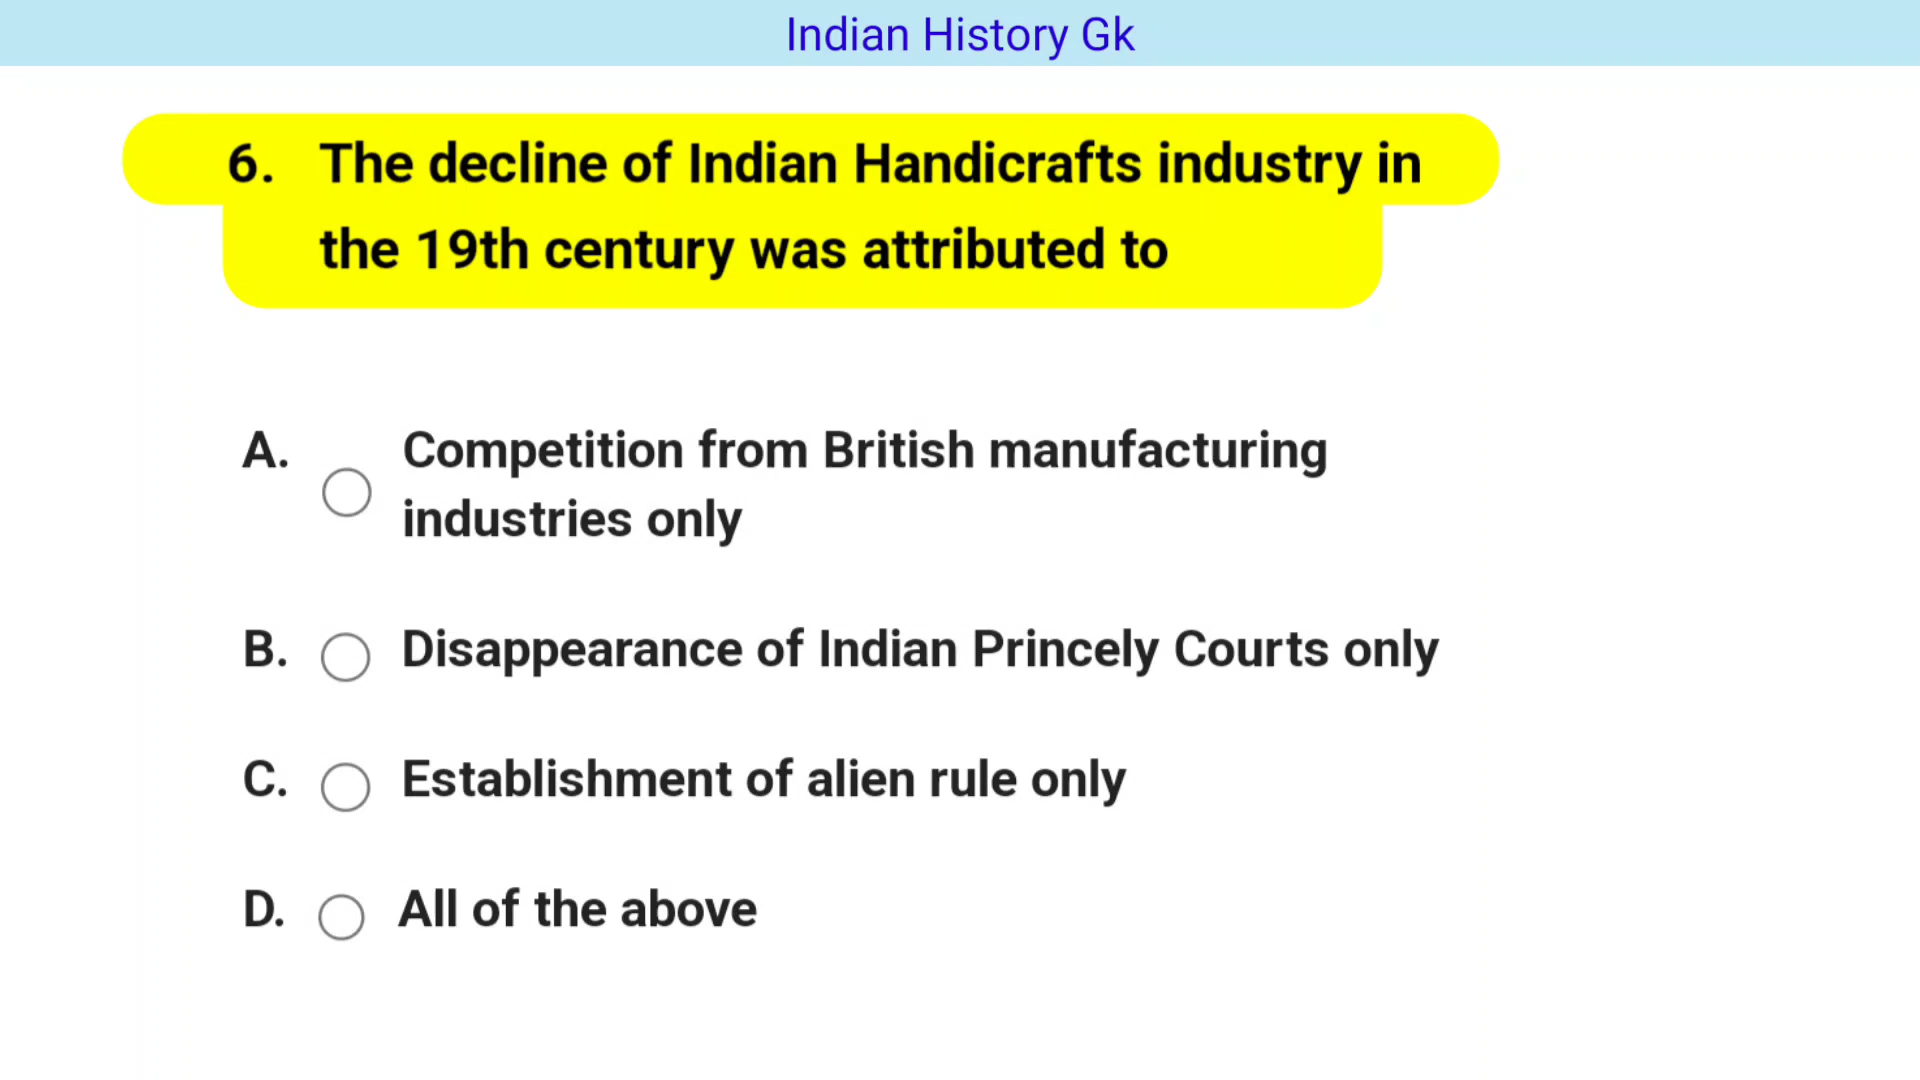 Indian History Gk
6. The decline of Indian Handicrafts industry in
the 19th century was attributed to
A. Competition from British manufacturing
industries only
B. Disappearance of Indian Princely Courts only
C. Establishment of alien rule only
D. All of the above